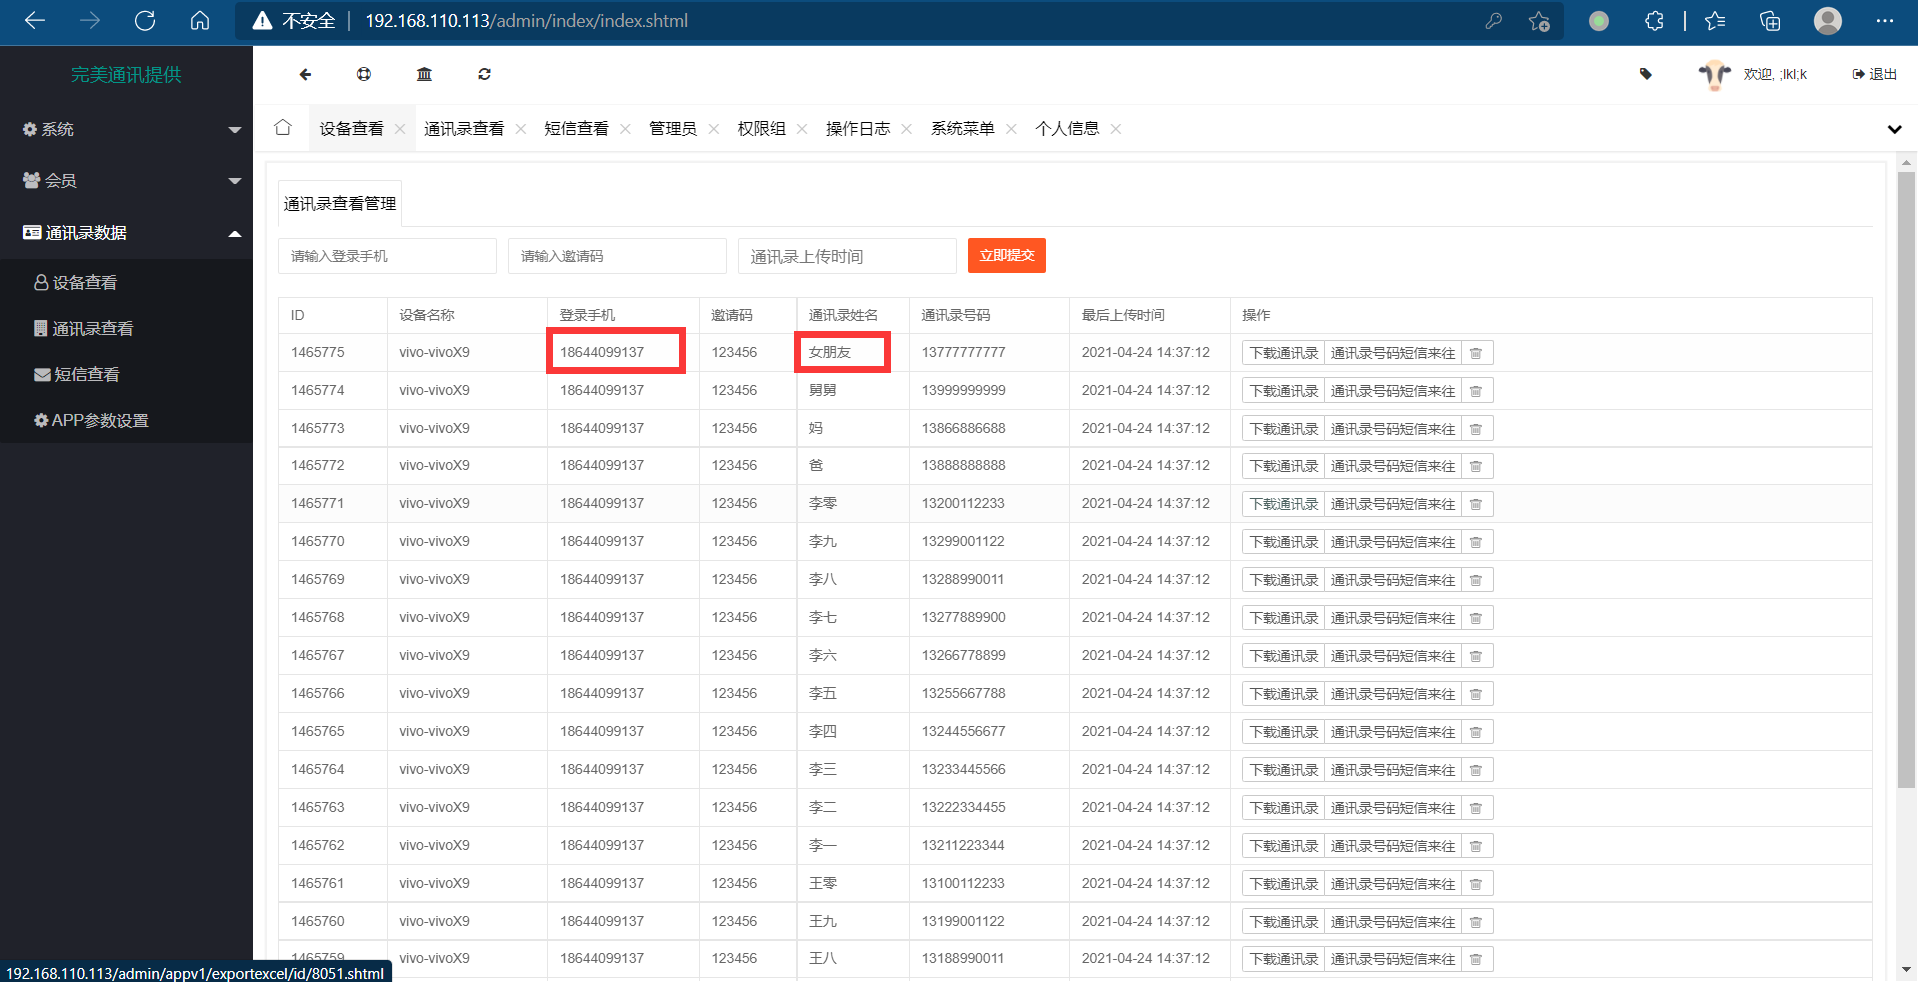 不安全 192.168.110.113/admin/index/index.shtml
完美通讯提供
系统
会员
通讯录数据
设备查看
通讯录查看
短信查看
APP参数设置
欢迎, ;lkl;k 退出
设备查看 通讯录查看 短信查看 管理员 权限组 操作日志 系统菜单 个人信息
通讯录查看管理
请输入登录手机 请输入邀请码 通讯录上传时间 立即提交
ID 设备名称 登录手机 邀请码 通讯录姓名 通讯录号码 最后上传时间 操作
1465775 vivo-vivoX9 18644099137 123456 女朋友 13777777777 2021-04-24 14:37:12 下载通讯录 通讯录号码短信来往
1465774 vivo-vivoX9 18644099137 123456 舅舅 13999999999 2021-04-24 14:37:12 下载通讯录 通讯录号码短信来往
1465773 vivo-vivoX9 18644099137 123456 妈 13866886688 2021-04-24 14:37:12 下载通讯录 通讯录号码短信来往
1465772 vivo-vivoX9 18644099137 123456 爸 13888888888 2021-04-24 14:37:12 下载通讯录 通讯录号码短信来往
1465771 vivo-vivoX9 18644099137 123456 李零 13200112233 2021-04-24 14:37:12 下载通讯录 通讯录号码短信来往
1465770 vivo-vivoX9 18644099137 123456 李九 13299001122 2021-04-24 14:37:12 下载通讯录 通讯录号码短信来往
1465769 vivo-vivoX9 18644099137 123456 李八 13288990011 2021-04-24 14:37:12 下载通讯录 通讯录号码短信来往
1465768 vivo-vivoX9 18644099137 123456 李七 13277889900 2021-04-24 14:37:12 下载通讯录 通讯录号码短信来往
1465767 vivo-vivoX9 18644099137 123456 李六 13266778899 2021-04-24 14:37:12 下载通讯录 通讯录号码短信来往
1465766 vivo-vivoX9 18644099137 123456 李五 13255667788 2021-04-24 14:37:12 下载通讯录 通讯录号码短信来往
1465765 vivo-vivoX9 18644099137 123456 李四 13244556677 2021-04-24 14:37:12 下载通讯录 通讯录号码短信来往
1465764 vivo-vivoX9 18644099137 123456 李三 13233445566 2021-04-24 14:37:12 下载通讯录 通讯录号码短信来往
1465763 vivo-vivoX9 18644099137 123456 李二 13222334455 2021-04-24 14:37:12 下载通讯录 通讯录号码短信来往
1465762 vivo-vivoX9 18644099137 123456 李一 13211223344 2021-04-24 14:37:12 下载通讯录 通讯录号码短信来往
1465761 vivo-vivoX9 18644099137 123456 王零 13100112233 2021-04-24 14:37:12 下载通讯录 通讯录号码短信来往
1465760 vivo-vivoX9 18644099137 123456 王九 13199001122 2021-04-24 14:37:12 下载通讯录 通讯录号码短信来往
1465759 vivo-vivoX9 18644099137 123456 王八 13188990011 2021-04-24 14:37:12 下载通讯录 通讯录号码短信来往
192.168.110.113/admin/appv1/exportexcel/id/8051.shtml